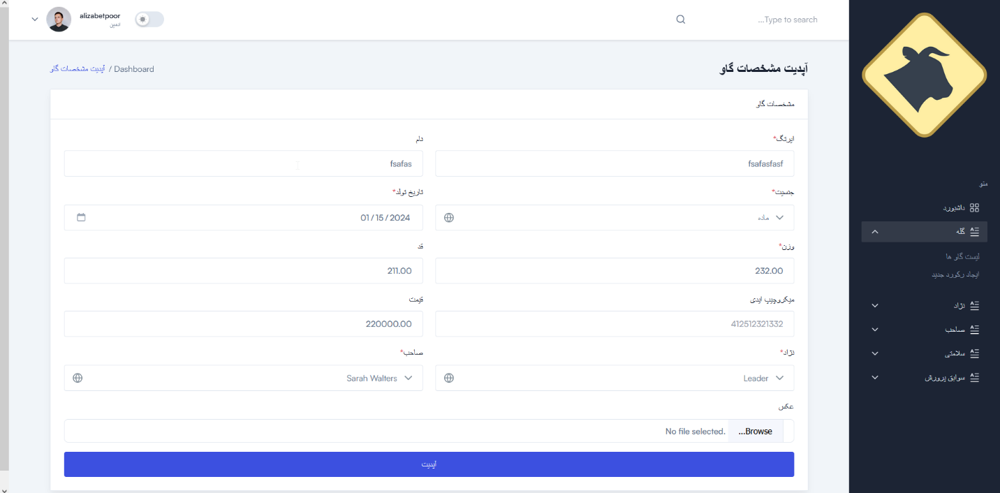 alizabetpoor
ادمین
Type to search...
آپدیت مشخصات گاو
Dashboard / آپدیت مشخصات گاو
مشخصات گاو
ایرتگ*
نام
fsafasfasf
fsafas
جنسیت*
تاریخ تولد*
ماده
01/15/2024
وزن*
قد
232.00
211.00
میکروچیپ ایدی
قیمت
412512321332
220000.00
نژاد*
صاحب*
Leader
Sarah Walters
عکس
Browse...
No file selected.
آپدیت
منو
داشبورد
گله
لیست گاو ها
ایجاد رکورد جدید
نژاد
صاحب
سلامتی
سوابق پرورش